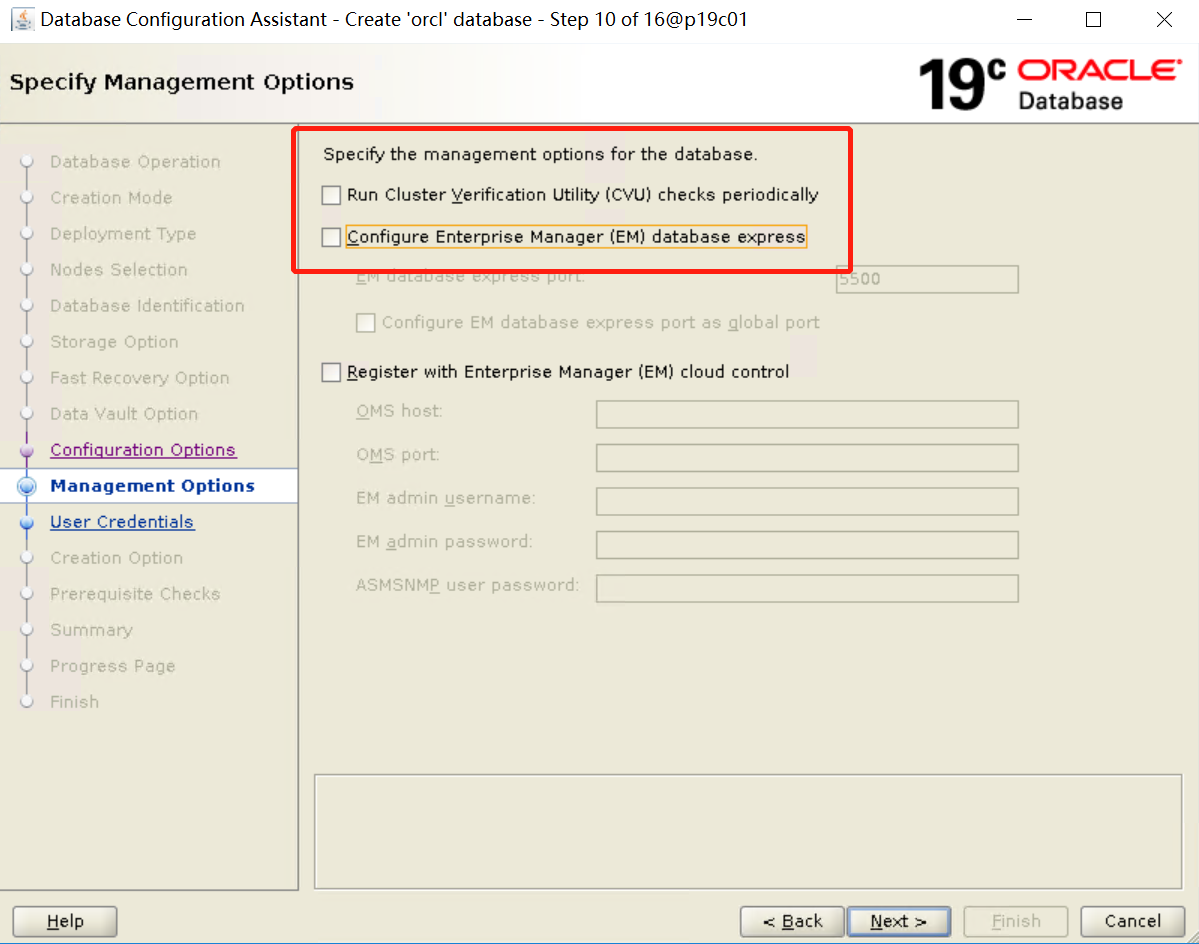 Database Configuration Assistant - Create 'orcl' database - Step 10 of 16@p19c01
Specify Management Options
19c ORACLE
Database
Database Operation
Creation Mode
Deployment Type
Nodes Selection
Database Identification
Storage Option
Fast Recovery Option
Data Vault Option
Configuration Options
Management Options
User Credentials
Creation Option
Prerequisite Checks
Summary
Progress Page
Finish
Specify the management options for the database.
Run Cluster Verification Utility (CVU) checks periodically
Configure Enterprise Manager (EM) database express
EM database express port: 5500
Configure EM database express port as global port
Register with Enterprise Manager (EM) cloud control
OMS host:
OMS port:
EM admin username:
EM admin password:
ASMSNMP user password:
Help < Back Next > Finish Cancel